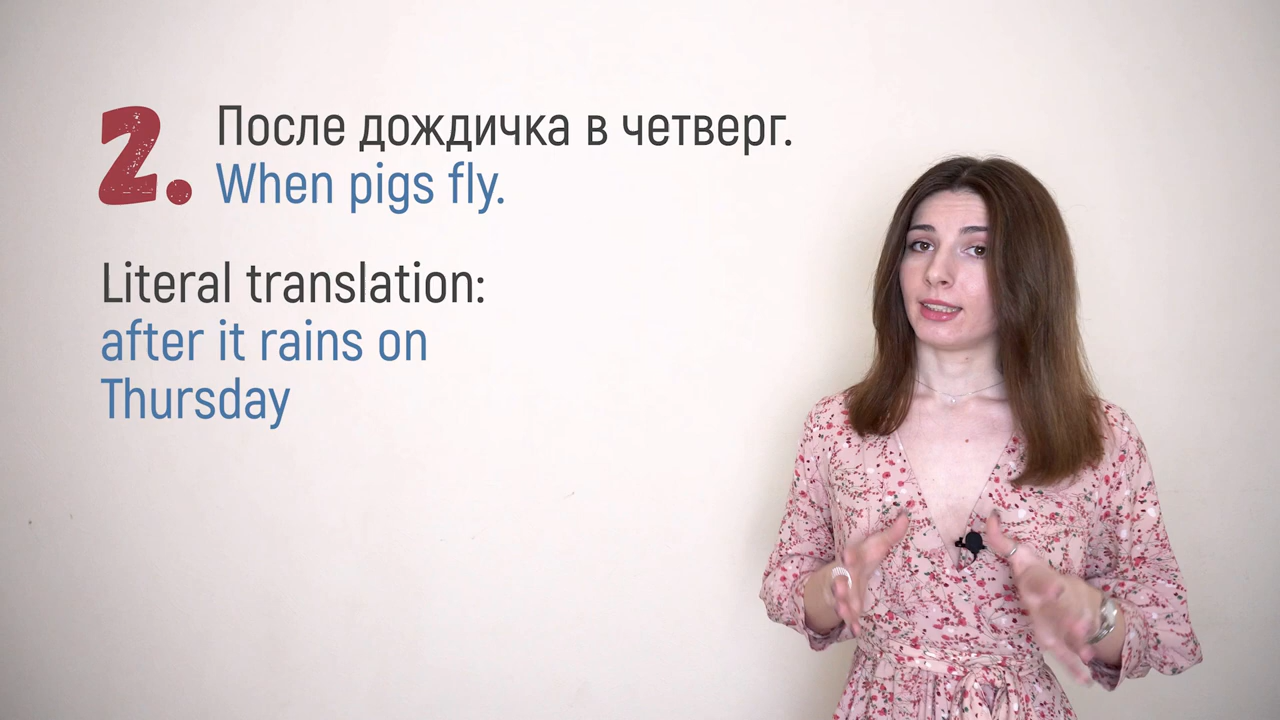 2. После дождичка в четверг.
When pigs fly.
Literal translation:
after it rains on
Thursday